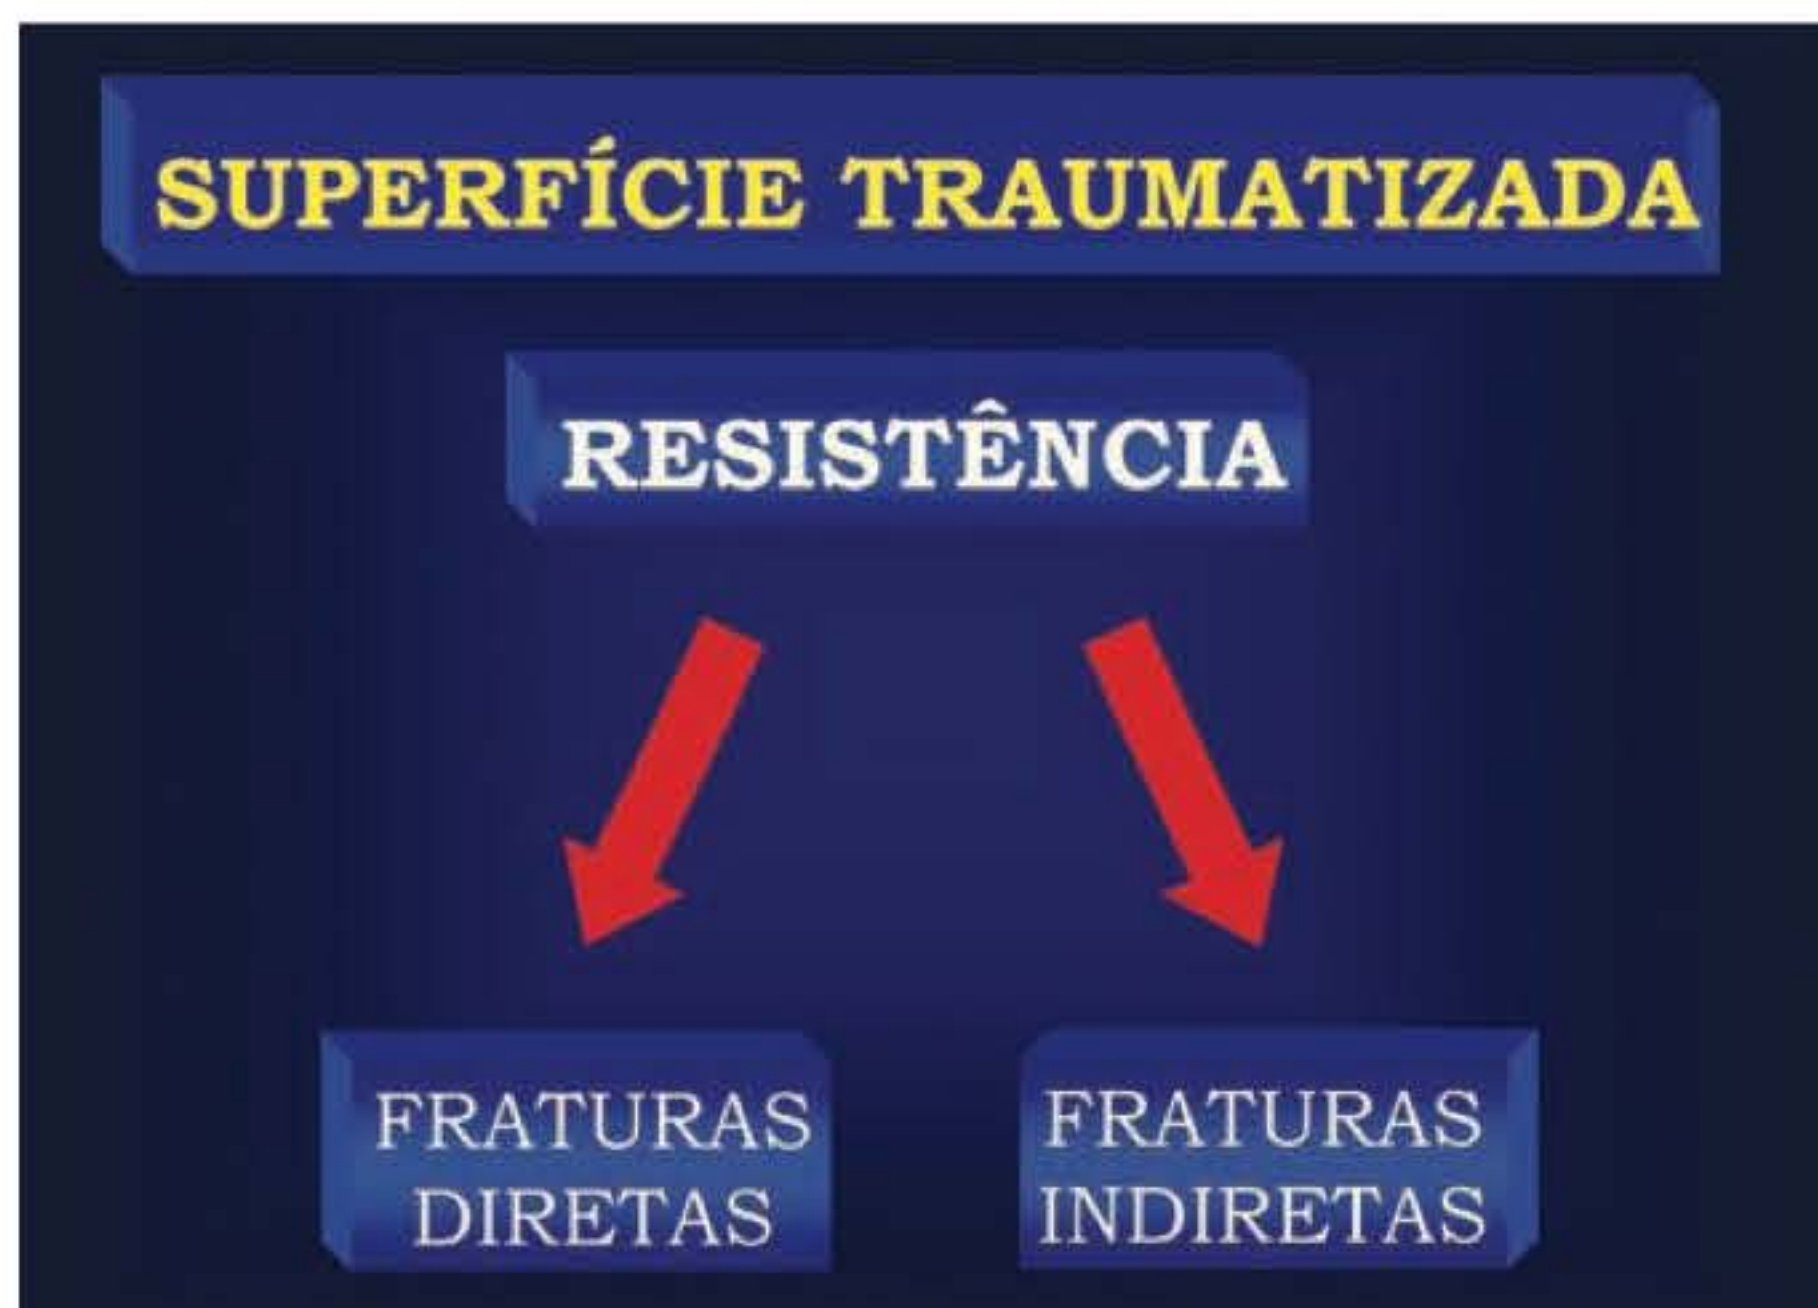 SUPERFÍCIE TRAUMATIZADA
RESISTÊNCIA
FRATURAS
DIRETAS
FRATURAS
INDIRETAS